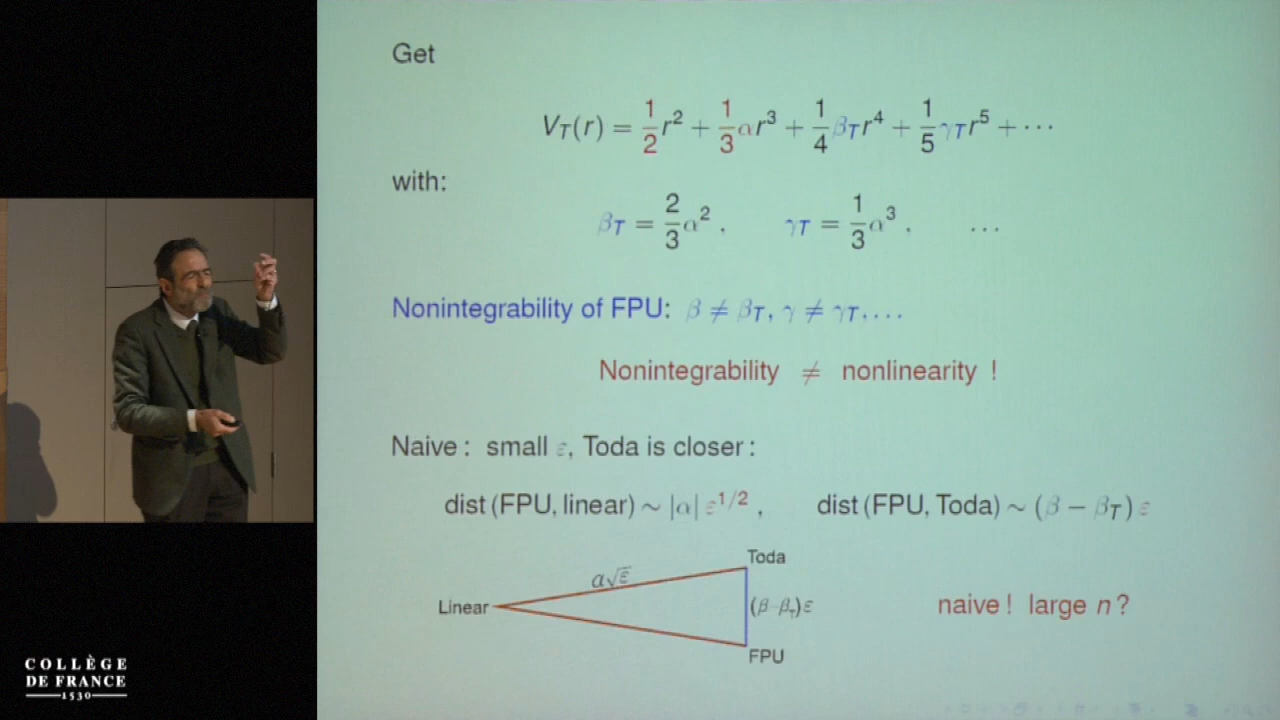 Get
V_T(r) = 1/2 r² + 1/3 αr³ + 1/4 β_T r⁴ + 1/5 γ_T r⁵ + ⋯
with:
β_T = 2/3 α² , γ_T = 1/3 α³ , …
Nonintegrability of FPU: β ≠ β_T, γ ≠ γ_T, …
Nonintegrability ≠ nonlinearity !
Naive : small ε, Toda is closer :
dist (FPU, linear) ~ |α| ε^{1/2} , dist (FPU, Toda) ~ (β − β_T) ε
Toda
a√ε
Linear
(β−β_T)ε
naive ! large n ?
FPU
COLLÈGE
DE FRANCE
1530